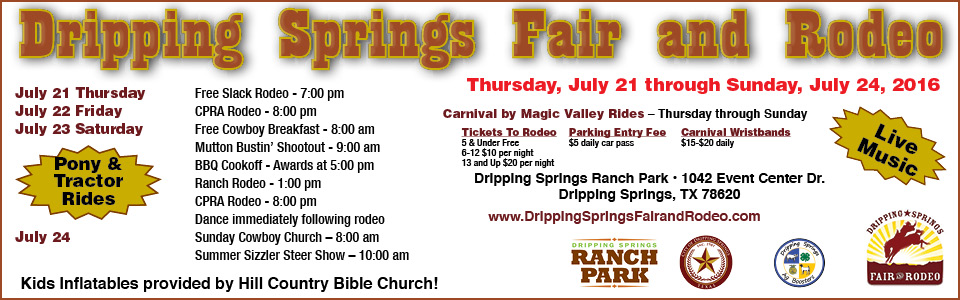 Dripping Springs Fair and Rodeo
Thursday, July 21 through Sunday, July 24, 2016
July 21 Thursday Free Slack Rodeo - 7:00 pm
July 22 Friday CPRA Rodeo - 8:00 pm
July 23 Saturday Free Cowboy Breakfast - 8:00 am
Mutton Bustin' Shootout - 9:00 am
BBQ Cookoff - Awards at 5:00 pm
Ranch Rodeo - 1:00 pm
CPRA Rodeo - 8:00 pm
Dance immediately following rodeo
July 24 Sunday Cowboy Church – 8:00 am
Summer Sizzler Steer Show – 10:00 am
Pony &
Tractor
Rides
Kids Inflatables provided by Hill Country Bible Church!
Carnival by Magic Valley Rides – Thursday through Sunday
Tickets To Rodeo Parking Entry Fee Carnival Wristbands
5 & Under Free $5 daily car pass $15-$20 daily
6-12 $10 per night
13 and Up $20 per night
Live
Music
Dripping Springs Ranch Park • 1042 Event Center Dr.
Dripping Springs, TX 78620
www.DrippingSpringsFairandRodeo.com
DRIPPING SPRINGS
RANCH
PARK
TEXAS
Dripping Springs
Ag Boosters
DRIPPING SPRINGS
FAIR AND RODEO